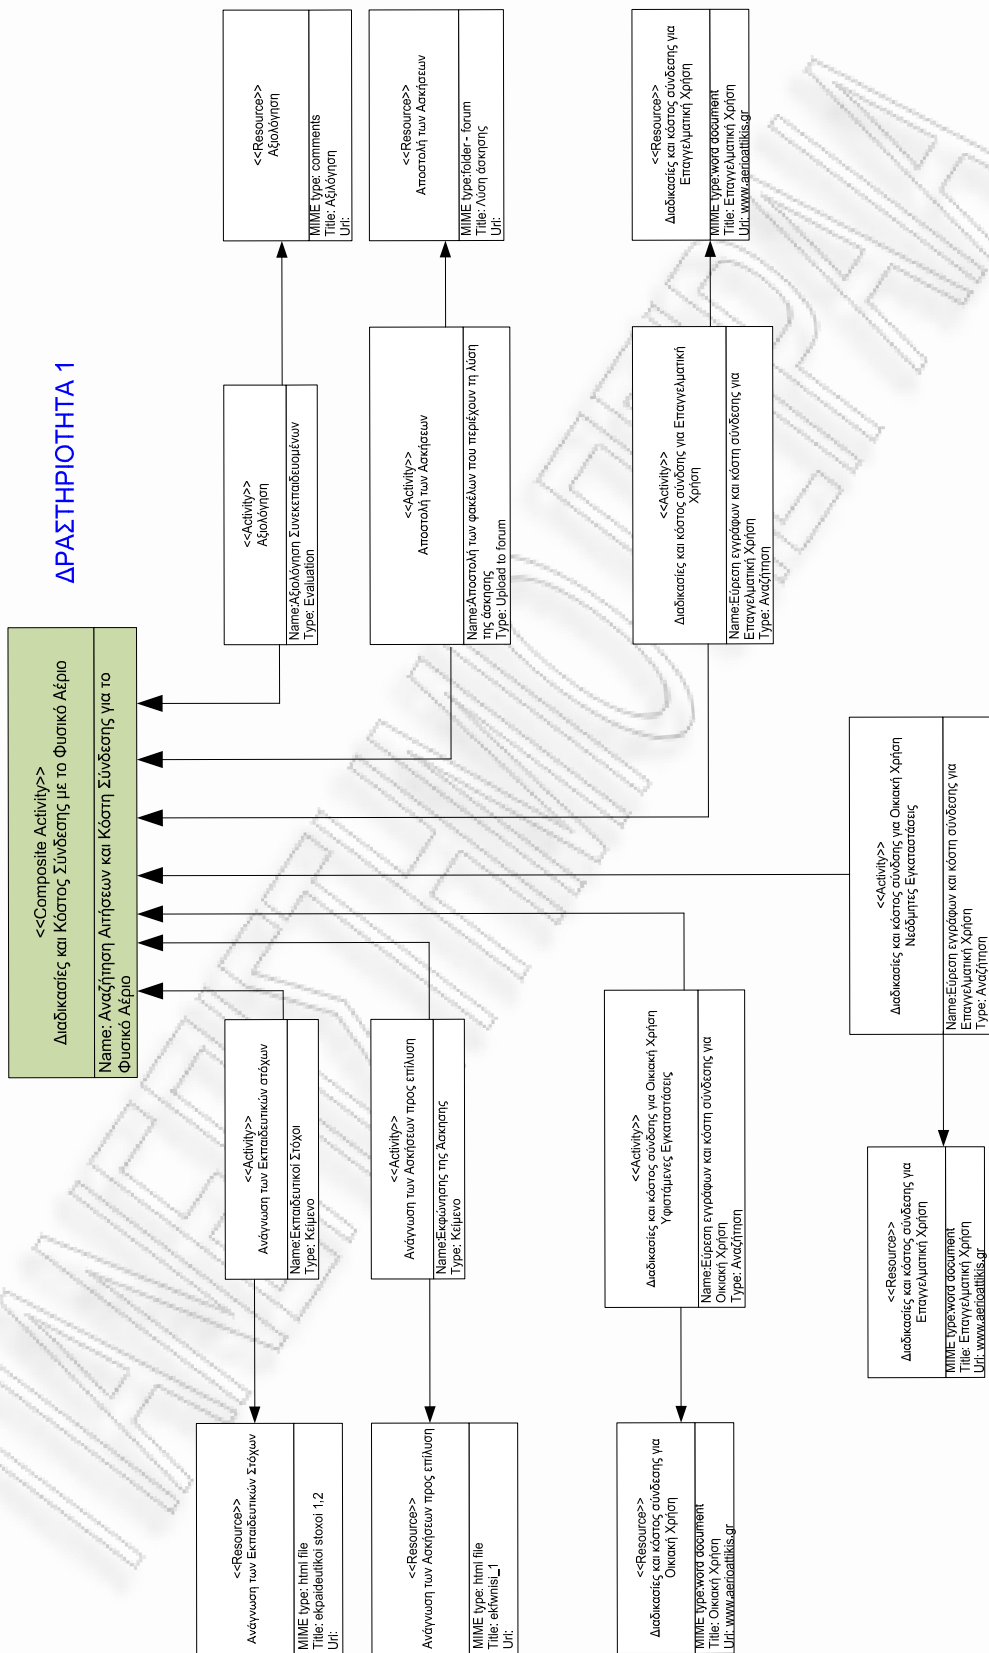 ΔΡΑΣΤΗΡΙΟΤΗΤΑ 1
<<Composite Activity>>
Διαδικασίες και Κόστος Σύνδεσης με το Φυσικό Αέριο
Name: Αναζήτηση Αιτήσεων και Κόστη Σύνδεσης για το
Φυσικό Αέριο
<<Resource>>
Ανάγνωση των Εκπαιδευτικών Στόχων
MIME type: html file
Title: ekpaideutikoi stoxoi 1,2
Url:
<<Activity>>
Ανάγνωση των Εκπαιδευτικών στόχων
Name:Εκπαιδευτικοί Στόχοι
Type: Κείμενο
<<Activity>>
Αξιολόγηση
Name:Αξιολόγηση Συνεκπαιδευομένων
Type: Evaluation
<<Resource>>
Αξιολόγηση
MIME type: comments
Title: Αξιλόγηση
Url:
<<Resource>>
Ανάγνωση των Ασκήσεων προς επίλυση
MIME type: html file
Title: ekfwnisi_1
Url:
<<Activity>>
Ανάγνωση των Ασκήσεων προς επίλυση
Name:Εκφώνησης της Άσκησης
Type: Κείμενο
<<Activity>>
Αποστολή των Ασκήσεων
Name:Αποστολή των φακέλων που περιέχουν τη λύση
της άσκησης
Type: Upload to forum
<<Resource>>
Αποστολή των Ασκήσεων
MIME type:folder - forum
Title: Λύση άσκησης
Url:
<<Resource>>
Διαδικασίες και κόστος σύνδεσης για
Οικιακή Χρήση
MIME type:word document
Title: Οικιακή Χρήση
Url: www.aerioattikis.gr
<<Activity>>
Διαδικασίες και κόστος σύνδσης για Οικιακή Χρήση
Υφιστάμενες Εγκαταστάσεις
Name:Εύρεση εγγράφων και κόστη σύνδεσης για
Οικιακή Χρήση
Type: Αναζήτηση
<<Activity>>
Διαδικασίες και κόστος σύνδσης για Επαγγελματική
Χρήση
Name:Εύρεση εγγράφων και κόστη σύνδεσης για
Επαγγελματική Χρήση
Type: Αναζήτηση
<<Resource>>
Διαδικασίες και κόστος σύνδεσης για
Επαγγελματική Χρήση
MIME type:word document
Title: Επαγγελματική Χρήση
Url: www.aerioattikis.gr
<<Resource>>
Διαδικασίες και κόστος σύνδεσης για
Επαγγελματική Χρήση
MIME type:word document
Title: Επαγγελματική Χρήση
Url: www.aerioattikis.gr
<<Activity>>
Διαδικασίες και κόστος σύνδσης για Οικιακή Χρήση
Νεόδμητες Εγκαταστάσεις
Name:Εύρεση εγγράφων και κόστη σύνδεσης για
Επαγγελματική Χρήση
Type: Αναζήτηση